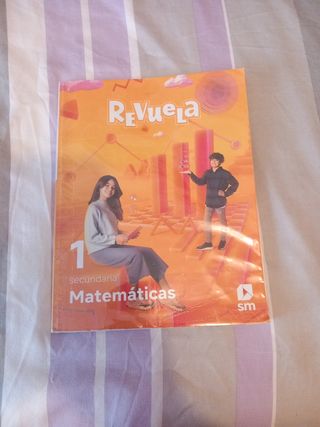 REVUELA
1
secundaria
Matemáticas
sm